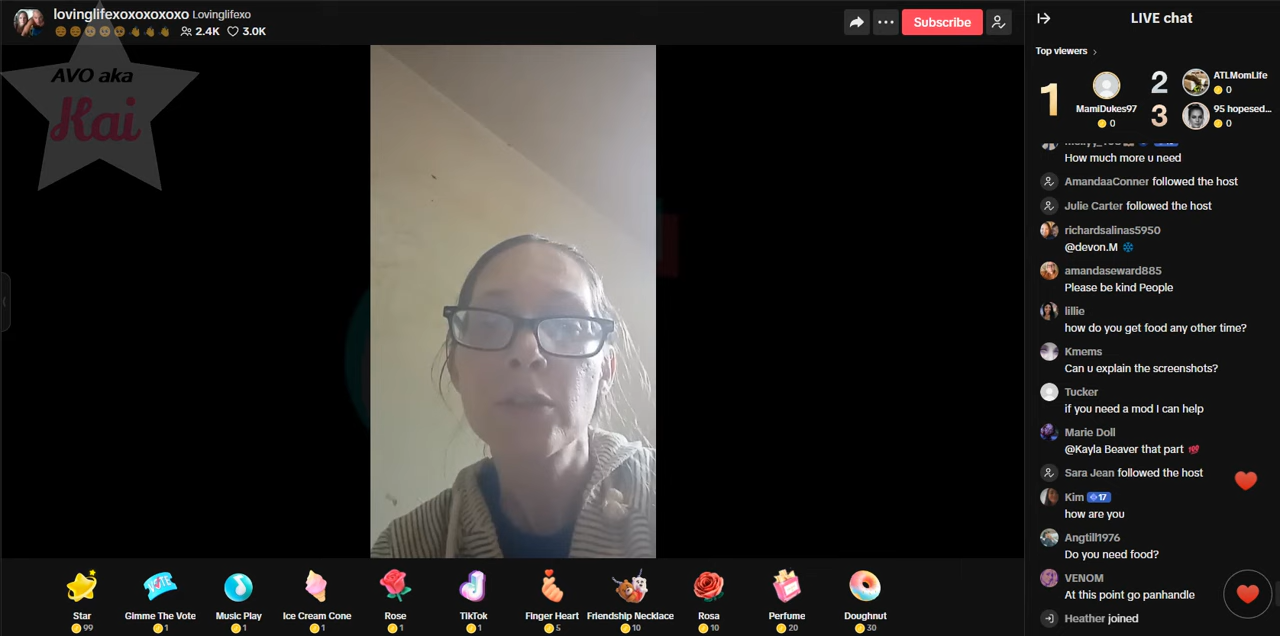 lovinglifexoxoxoxoxo Lovinglifexo
2.4K 3.0K
Subscribe
AVO aka
Kai
LIVE chat
Top viewers
1
MamiDukes97
0
2
ATLMomLife
0
3
95 hopesed...
0
How much more u need
AmandaaConner followed the host
Julie Carter followed the host
richardsalinas5950
@devon.M
amandaseward885
Please be kind People
lillie
how do you get food any other time?
Kmems
Can u explain the screenshots?
Tucker
if you need a mod I can help
Marie Doll
@Kayla Beaver that part 💯
Sara Jean followed the host
Kim 17
how are you
Angtill1976
Do you need food?
VENOM
At this point go panhandle
Heather joined
Star
99
Gimme The Vote
1
Music Play
1
Ice Cream Cone
1
Rose
1
TikTok
1
Finger Heart
5
Friendship Necklace
10
Rosa
10
Perfume
20
Doughnut
30